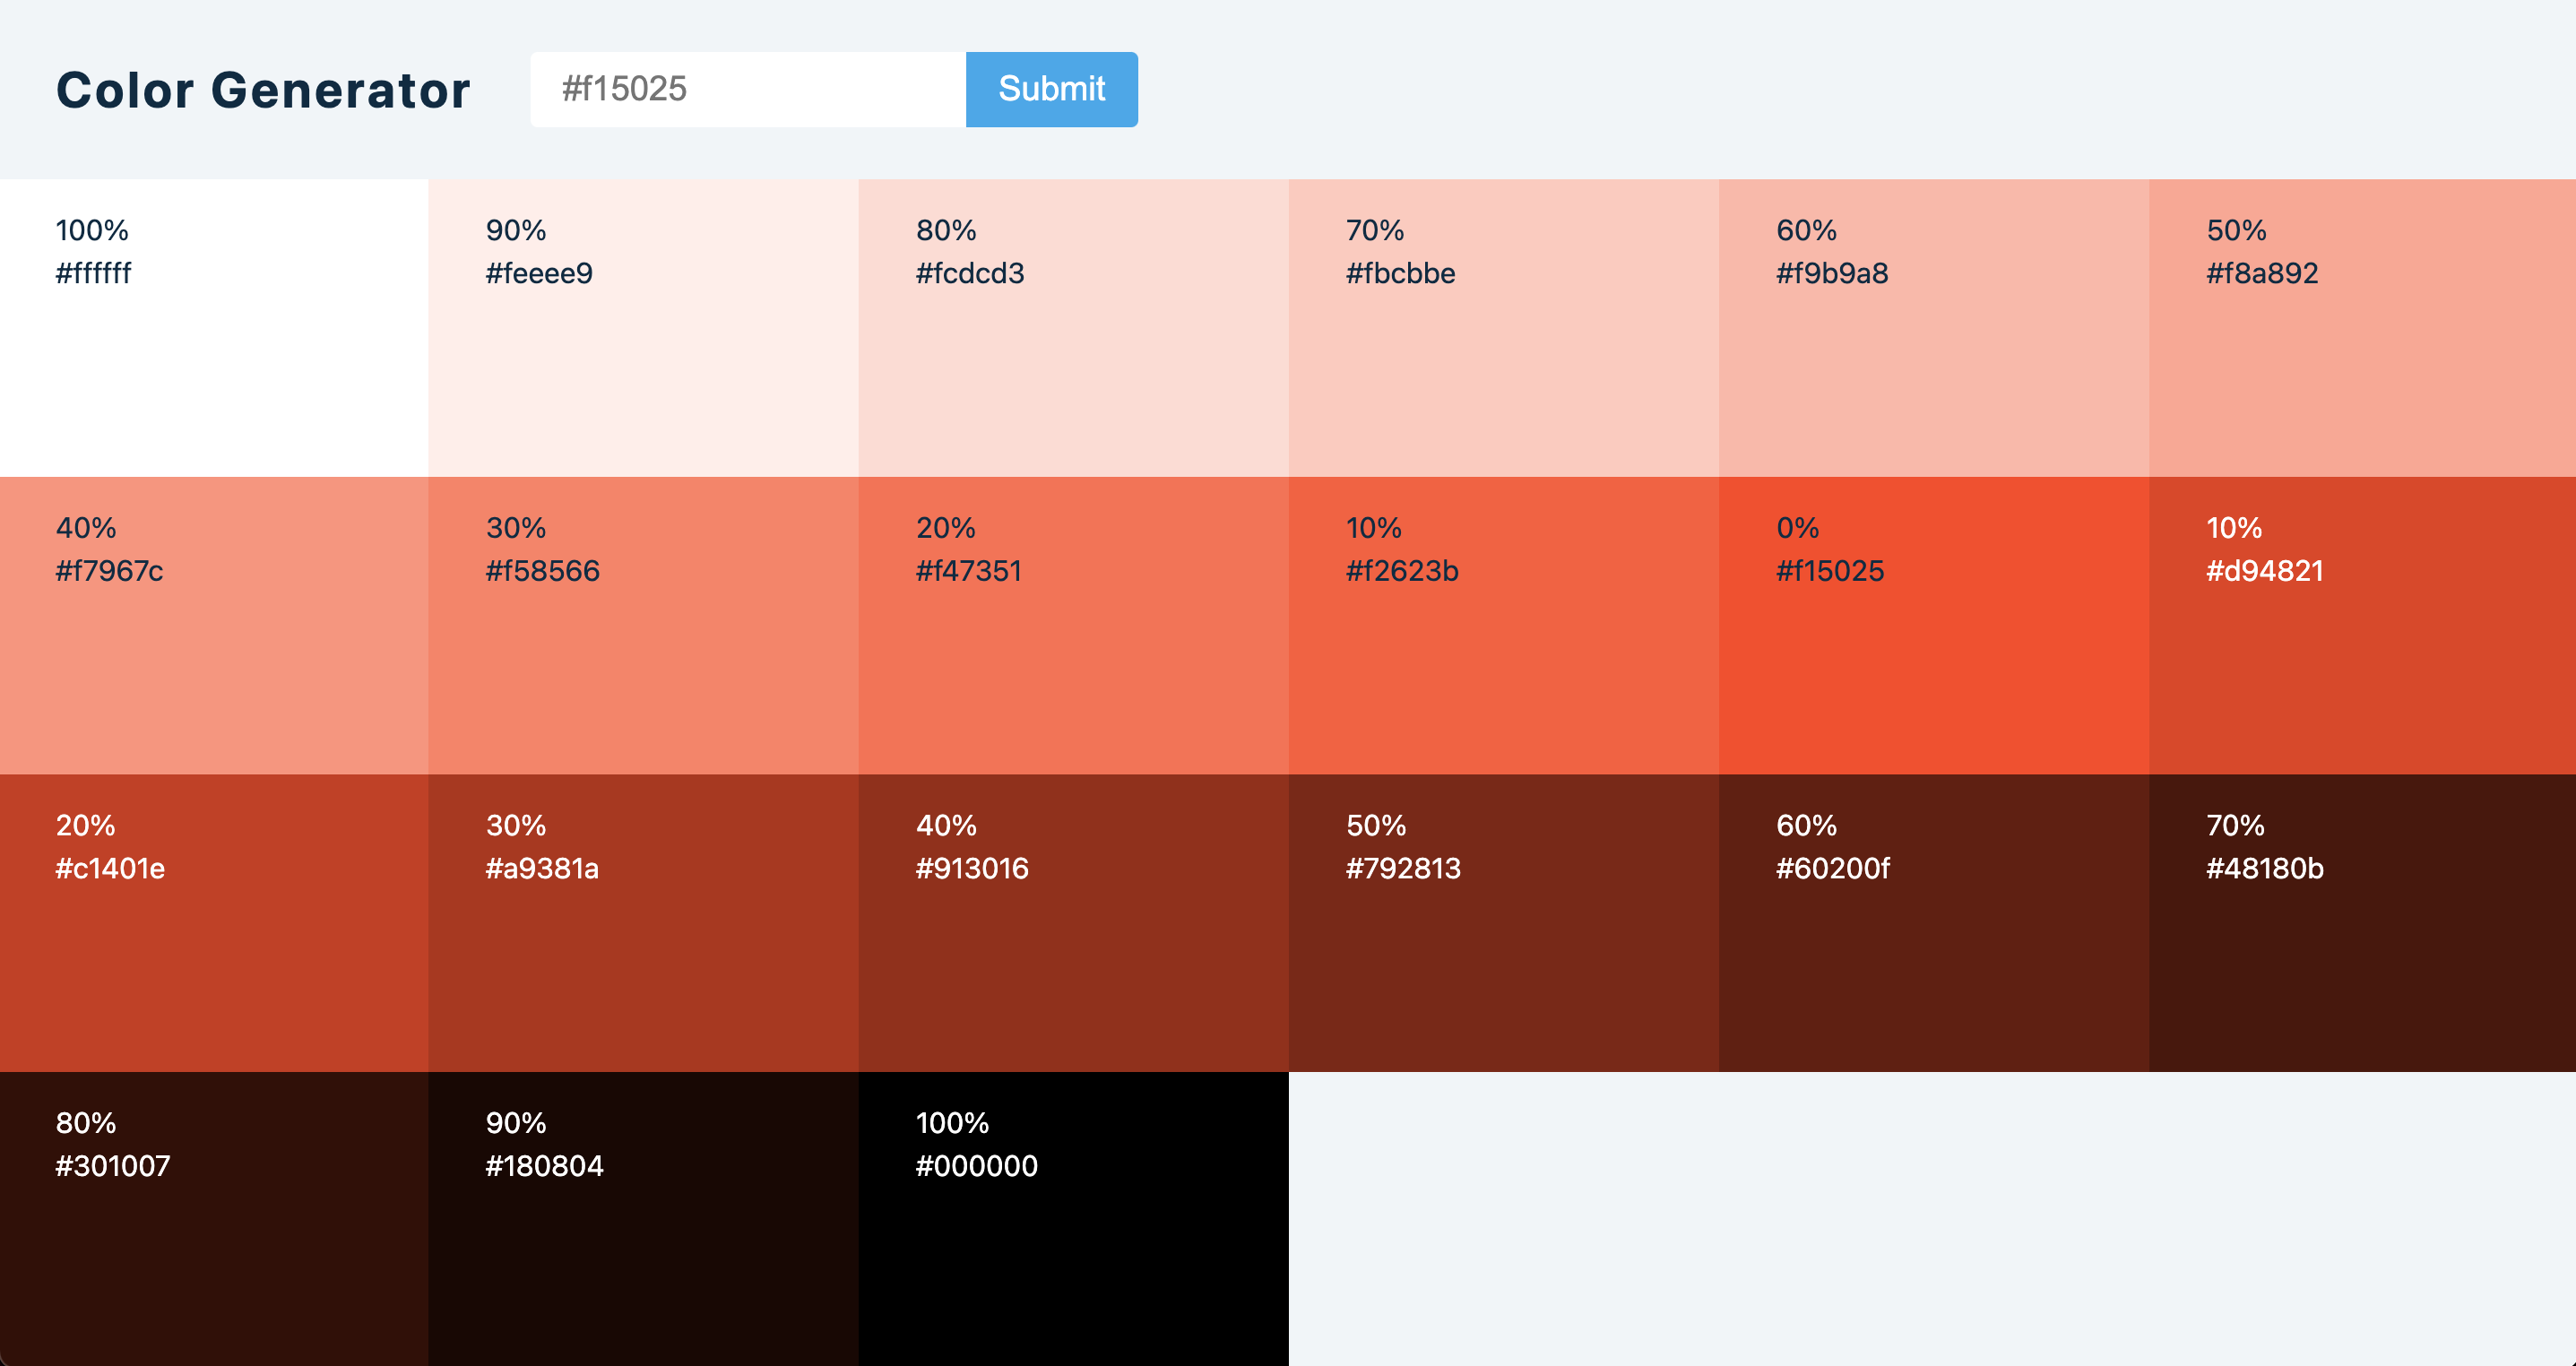 Color Generator
#f15025
Submit
100%
#ffffff
90%
#feeee9
80%
#fcdcd3
70%
#fbcbbe
60%
#f9b9a8
50%
#f8a892
40%
#f7967c
30%
#f58566
20%
#f47351
10%
#f2623b
0%
#f15025
10%
#d94821
20%
#c1401e
30%
#a9381a
40%
#913016
50%
#792813
60%
#60200f
70%
#48180b
80%
#301007
90%
#180804
100%
#000000